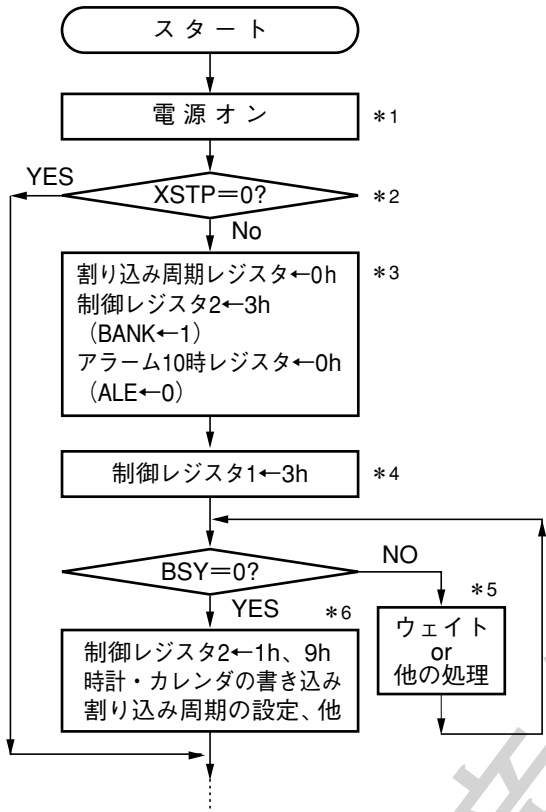 スタート
電源オン
*1
YES
XSTP=0?
*2
No
割り込み周期レジスタ←0h
*3
制御レジスタ2←3h
(BANK←1)
アラーム10時レジスタ←0h
(ALE←0)
制御レジスタ1←3h
*4
BSY=0?
NO
YES
*6
*5
制御レジスタ2←1h、9h
時計・カレンダの書き込み
割り込み周期の設定、他
ウェイト
or
他の処理